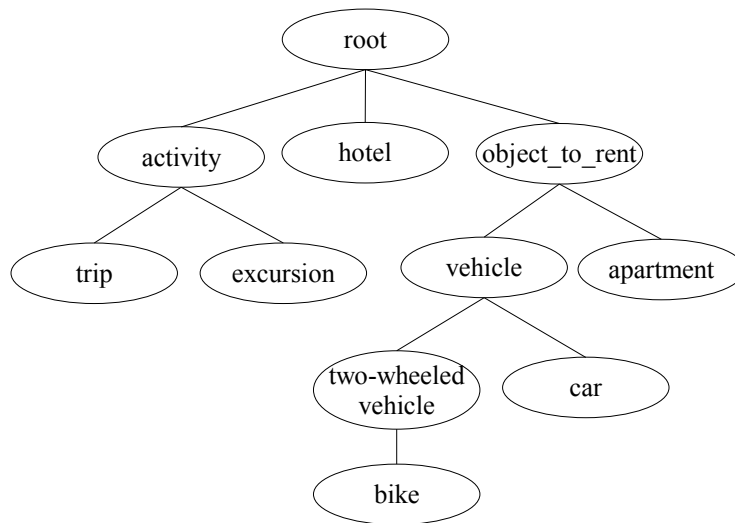 root
activity
hotel
object_to_rent
trip
excursion
vehicle
apartment
two-wheeled
vehicle
car
bike